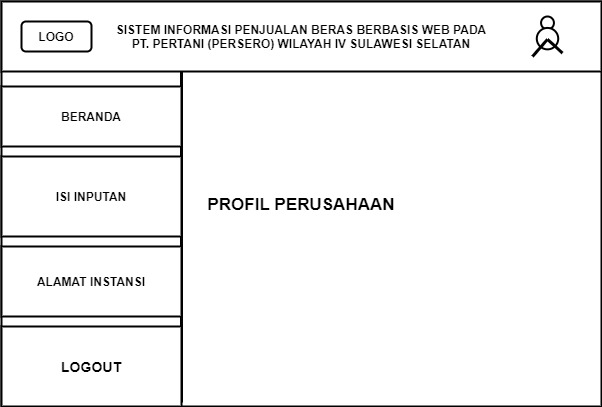 LOGO
SISTEM INFORMASI PENJUALAN BERAS BERBASIS WEB PADA
PT. PERTANI (PERSERO) WILAYAH IV SULAWESI SELATAN
BERANDA
ISI INPUTAN
PROFIL PERUSAHAAN
ALAMAT INSTANSI
LOGOUT